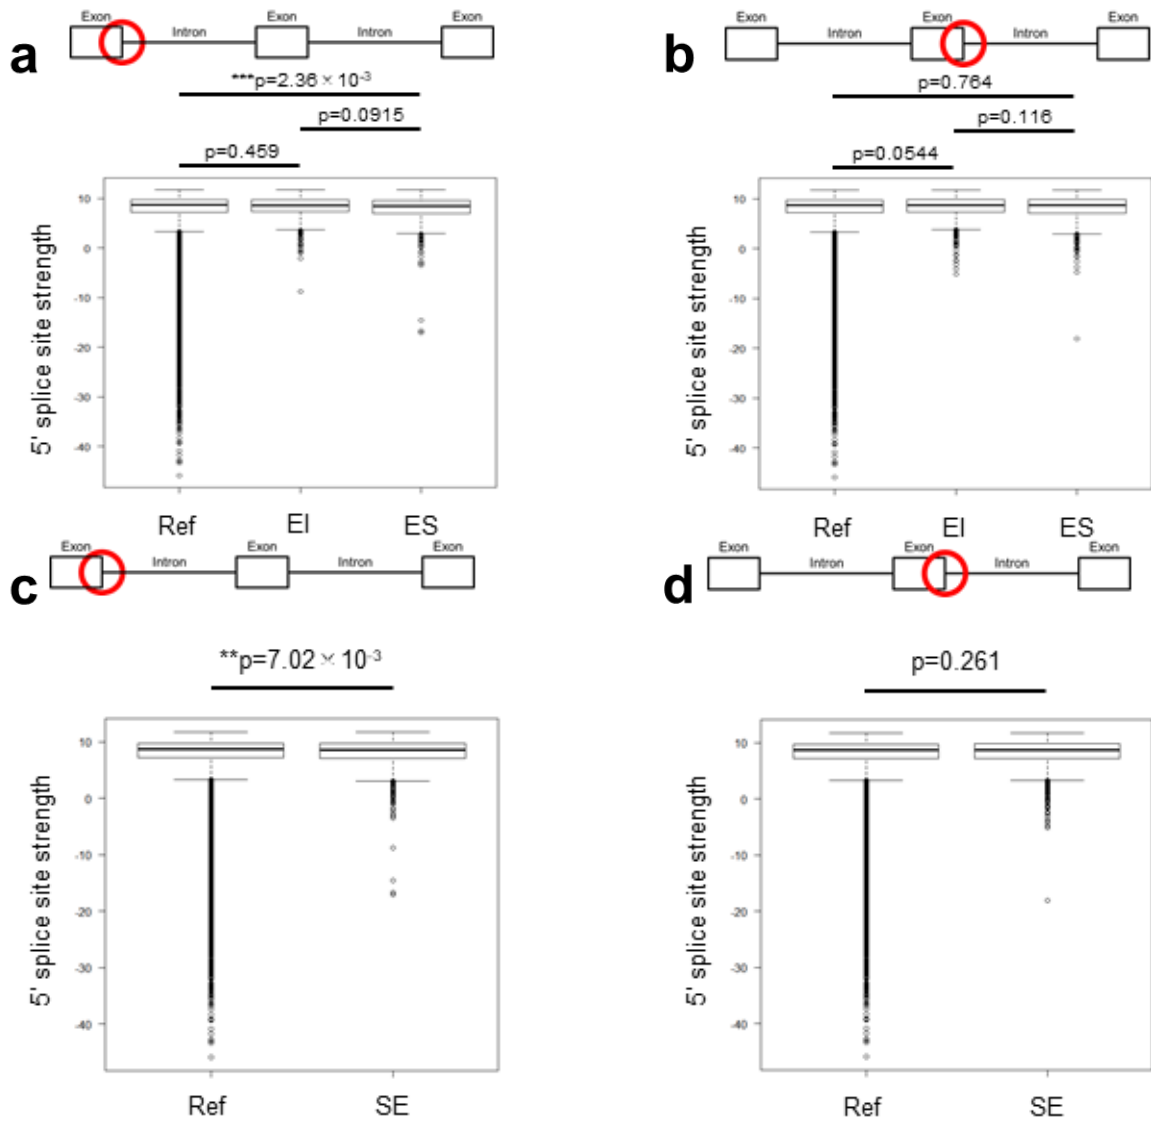 a
Exon
Intron
Exon
Intron
Exon
***p=2.36 × 10-3
p=0.0915
p=0.459
5' splice site strength
10
0
-10
-20
-30
-40
Ref
EI
ES
b
Exon
Intron
Exon
Intron
Exon
p=0.764
p=0.116
p=0.0544
5' splice site strength
10
0
-10
-20
-30
-40
Ref
EI
ES
c
Exon
Intron
Exon
Intron
Exon
**p=7.02 × 10-3
5' splice site strength
10
0
-10
-20
-30
-40
Ref
SE
d
Exon
Intron
Exon
Intron
Exon
p=0.261
5' splice site strength
10
0
-10
-20
-30
-40
Ref
SE